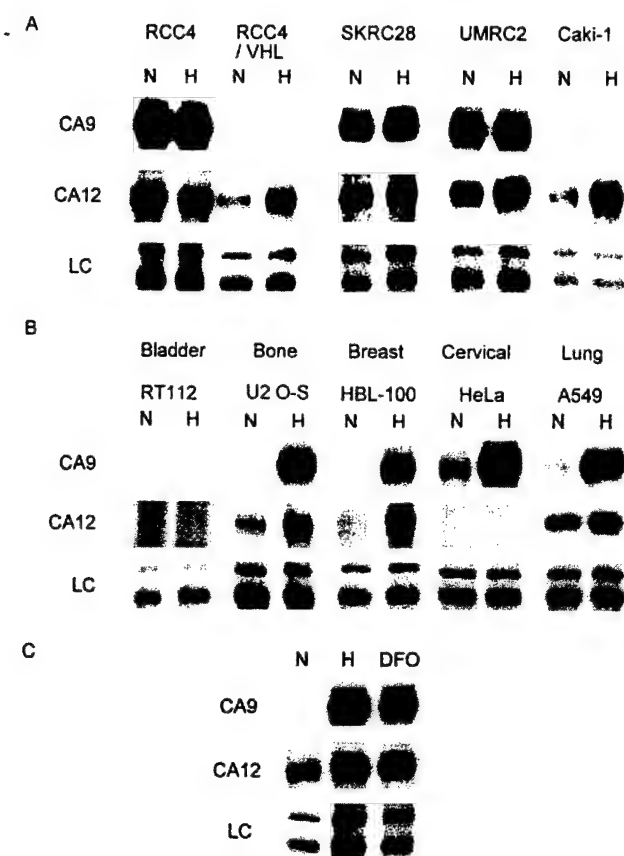 A
RCC4 RCC4 / VHL SKRC28 UMRC2 Caki-1
N H N H N H N H N H
CA9
CA12
LC
B
Bladder Bone Breast Cervical Lung
RT112 U2 O-S HBL-100 HeLa A549
N H N H N H N H N H
CA9
CA12
LC
C
N H DFO
CA9
CA12
LC